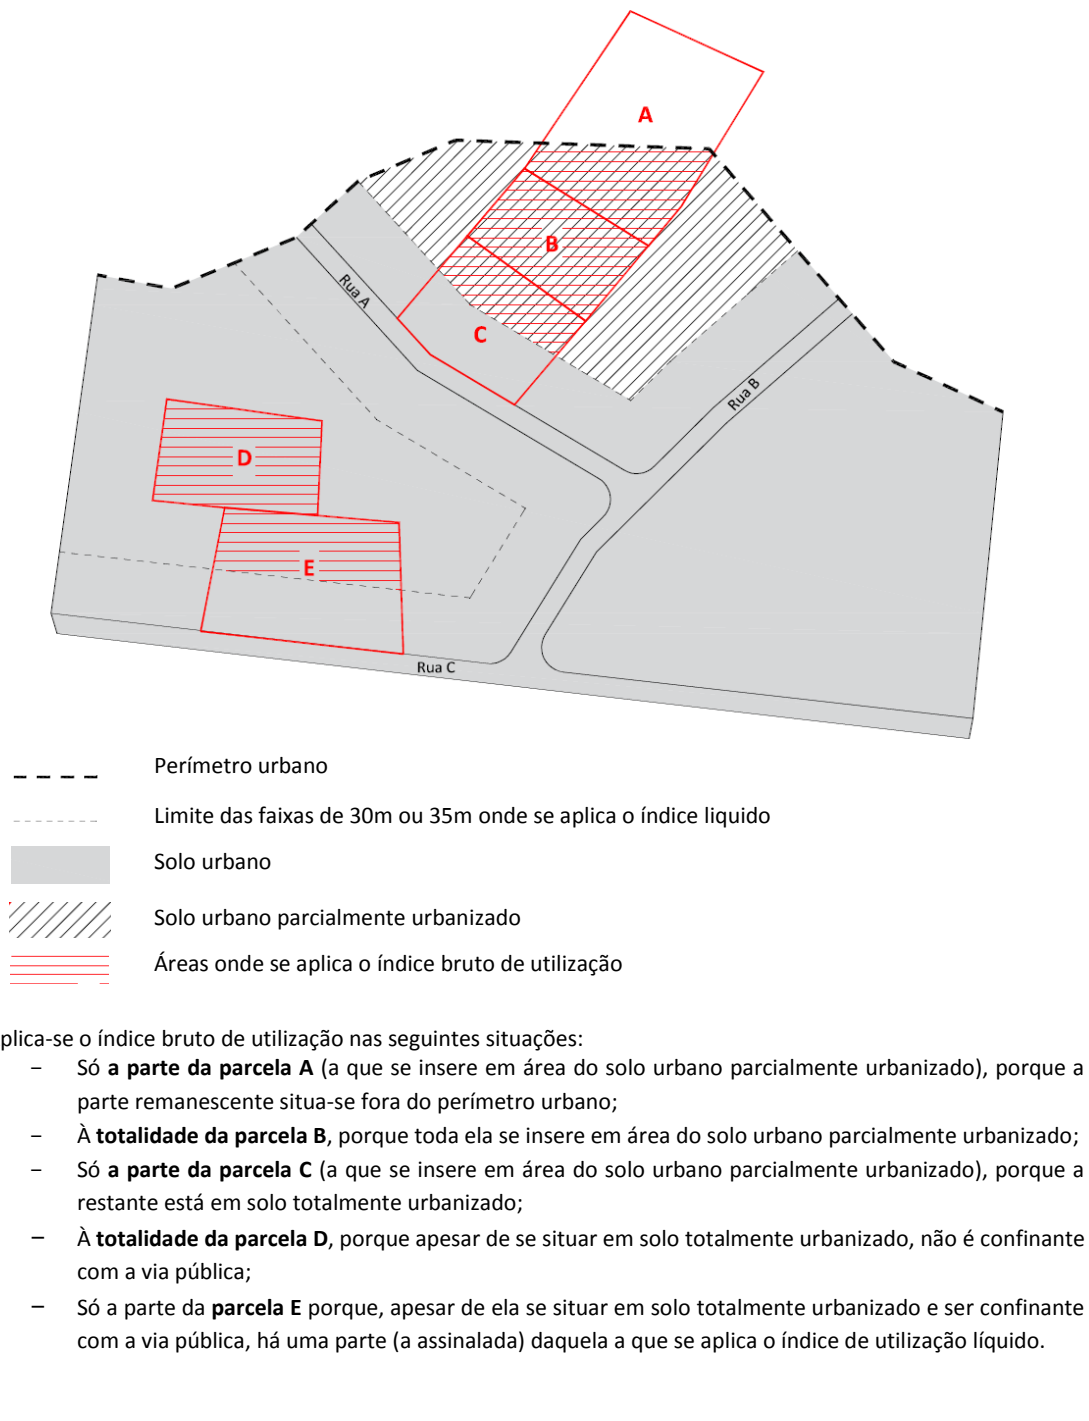 A
B
C
Rua A
Rua B
D
E
Rua C
Perímetro urbano
Limite das faixas de 30m ou 35m onde se aplica o índice liquido
Solo urbano
Solo urbano parcialmente urbanizado
Áreas onde se aplica o índice bruto de utilização
plica-se o índice bruto de utilização nas seguintes situações:
– Só a parte da parcela A (a que se insere em área do solo urbano parcialmente urbanizado), porque a
parte remanescente situa-se fora do perímetro urbano;
– À totalidade da parcela B, porque toda ela se insere em área do solo urbano parcialmente urbanizado;
– Só a parte da parcela C (a que se insere em área do solo urbano parcialmente urbanizado), porque a
restante está em solo totalmente urbanizado;
– À totalidade da parcela D, porque apesar de se situar em solo totalmente urbanizado, não é confinante
com a via pública;
– Só a parte da parcela E porque, apesar de ela se situar em solo totalmente urbanizado e ser confinante
com a via pública, há uma parte (a assinalada) daquela a que se aplica o índice de utilização líquido.